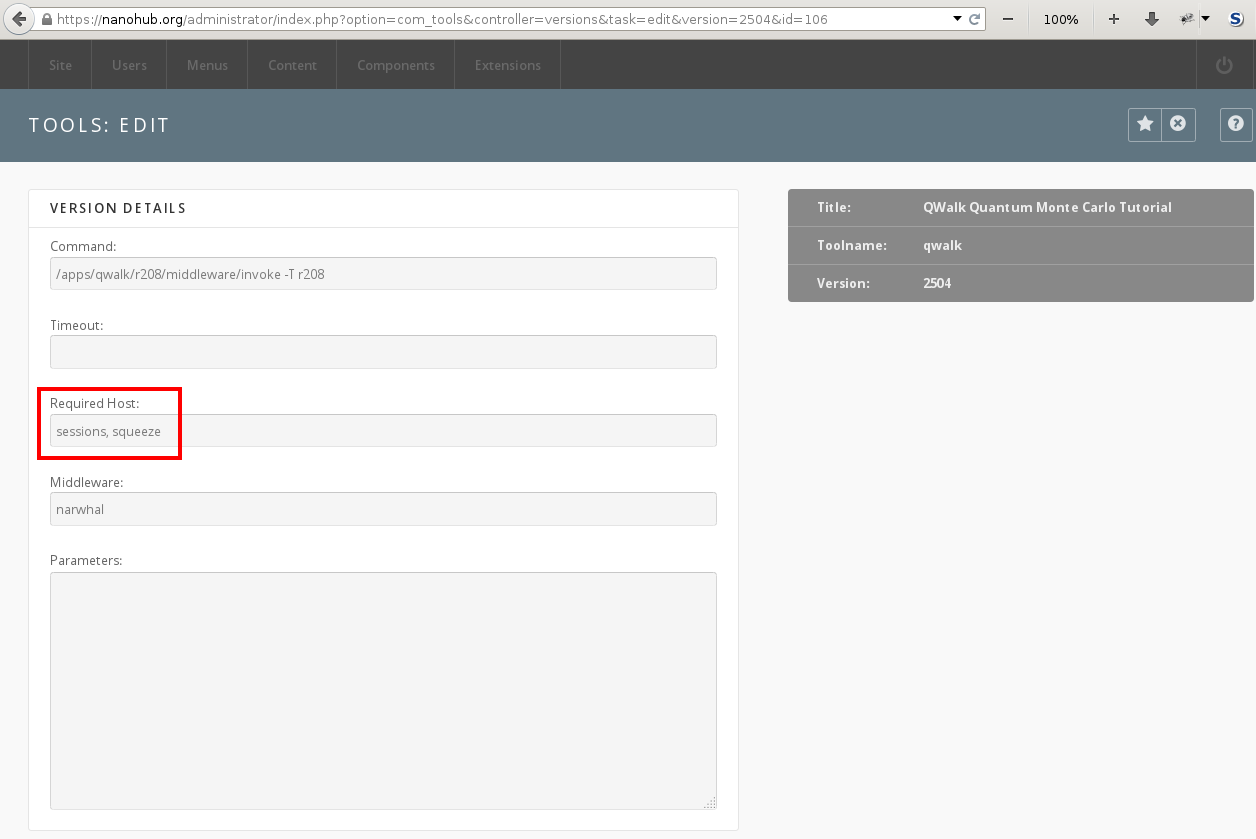 https://nanohub.org/administrator/index.php?option=com_tools&controller=versions&task=edit&version=2504&id=106
100%
S
Site Users Menus Content Components Extensions
TOOLS: EDIT
VERSION DETAILS
Command:
/apps/qwalk/r208/middleware/invoke -T r208
Timeout:
Required Host:
sessions, squeeze
Middleware:
narwhal
Parameters:
Title: QWalk Quantum Monte Carlo Tutorial
Toolname: qwalk
Version: 2504